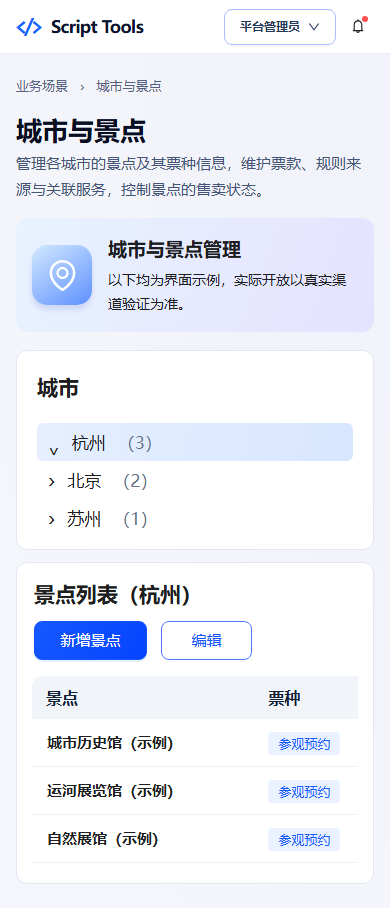 Script Tools
平台管理员
业务场景 › 城市与景点
城市与景点
管理各城市的景点及其票种信息，维护票款、规则来
源与关联服务，控制景点的售卖状态。
城市与景点管理
以下均为界面示例，实际开放以真实渠
道验证为准。
城市
杭州 （3）
北京 （2）
苏州 （1）
景点列表（杭州）
新增景点 编辑
景点 票种
城市历史馆（示例） 参观预约
运河展览馆（示例） 参观预约
自然展馆（示例） 参观预约